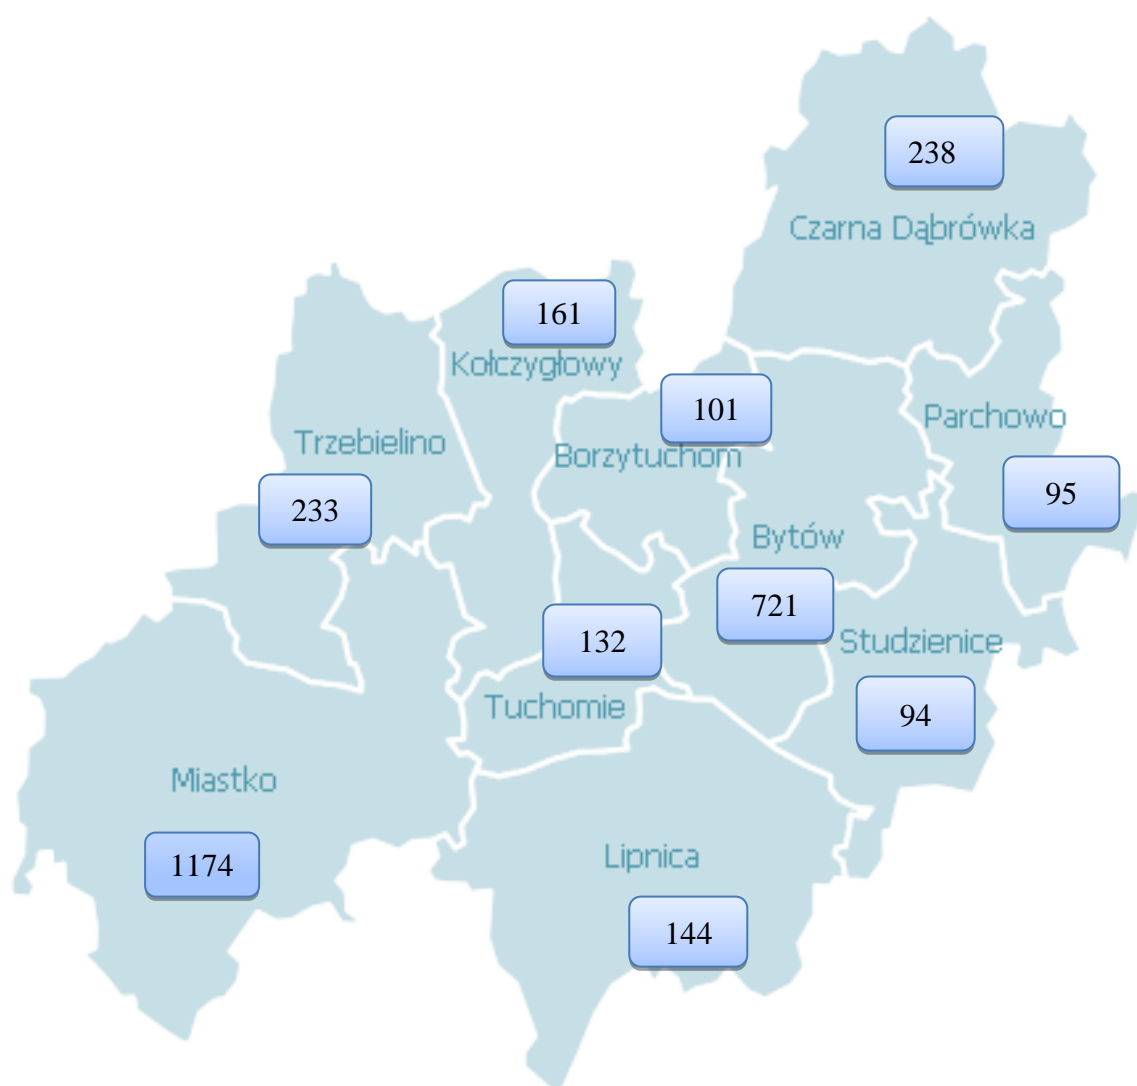 238
Czarna Dąbrówka
161
Kołczygłowy
101
Borzytuchom
Parchowo
95
Trzebielino
233
Bytów
721
132
Tuchomie
Studzienice
94
Miastko
1174
Lipnica
144